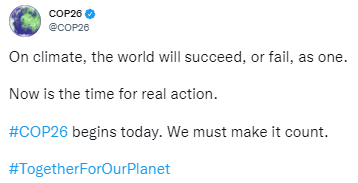 COP26
@COP26
On climate, the world will succeed, or fail, as one.
Now is the time for real action.
#COP26 begins today. We must make it count.
#TogetherForOurPlanet